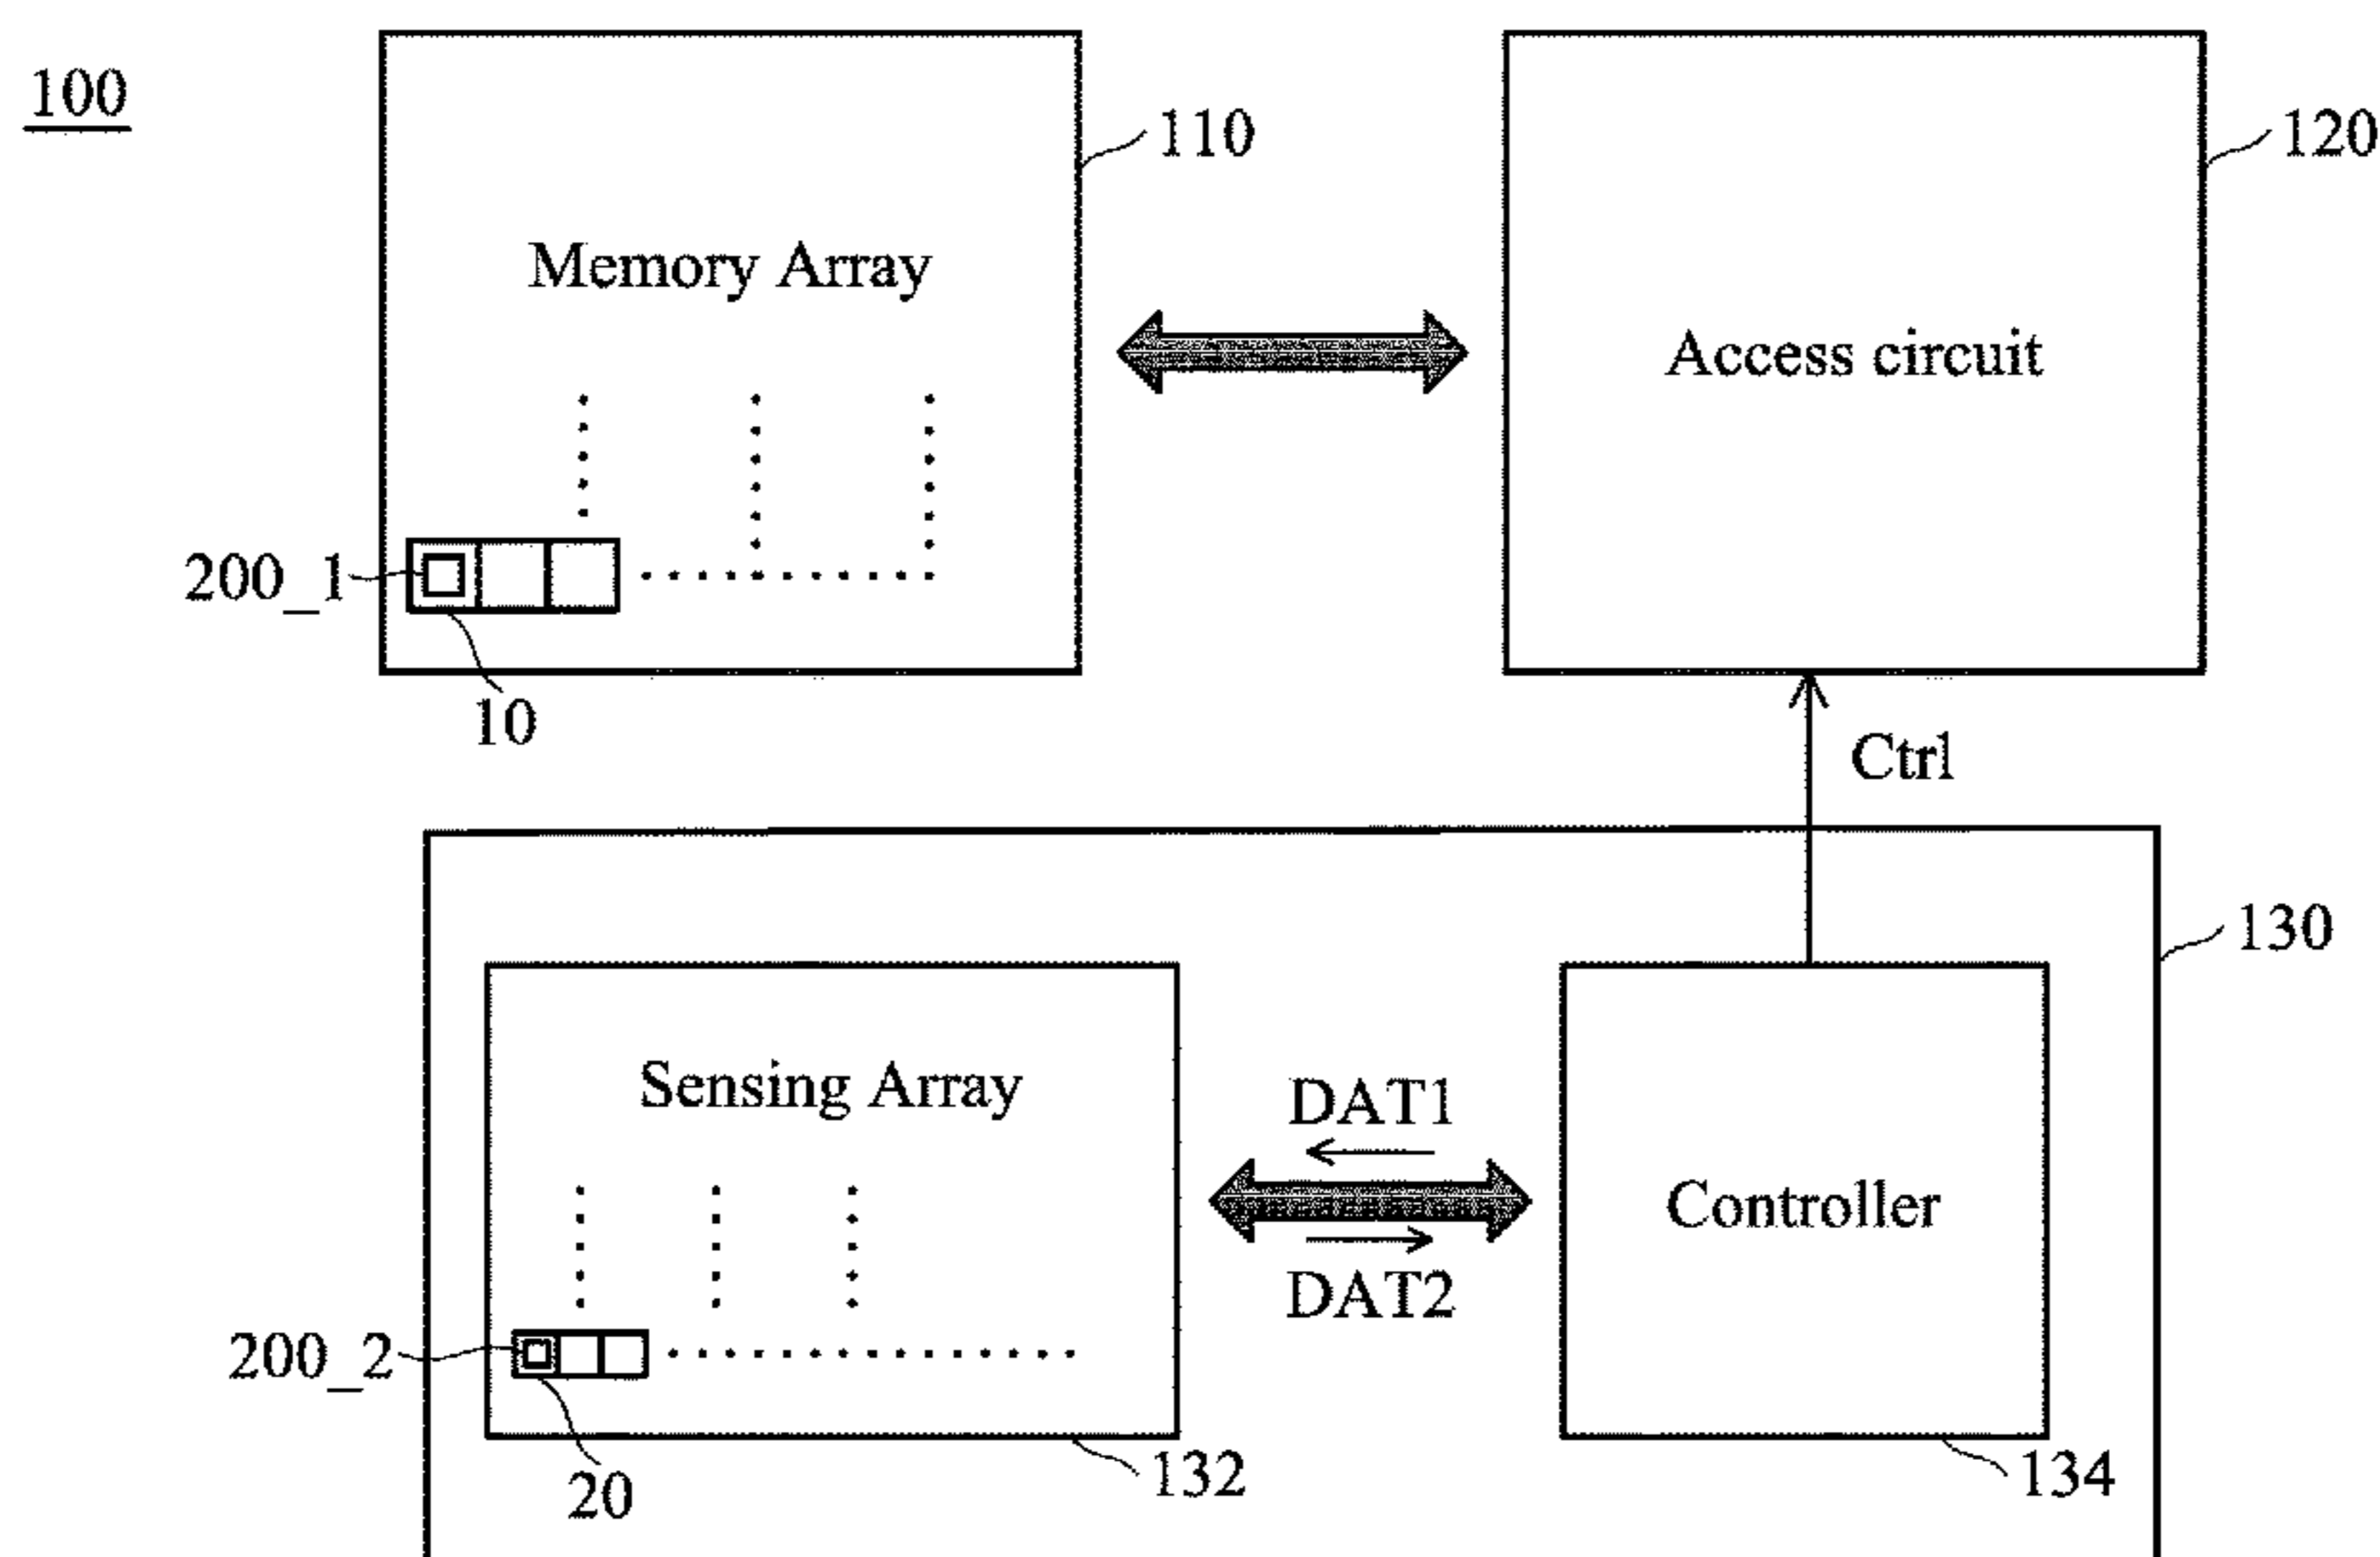 100
110
120
Memory Array
Access circuit
200_1
10
Ctrl
130
Sensing Array
DAT1
Controller
DAT2
200_2
20
132
134